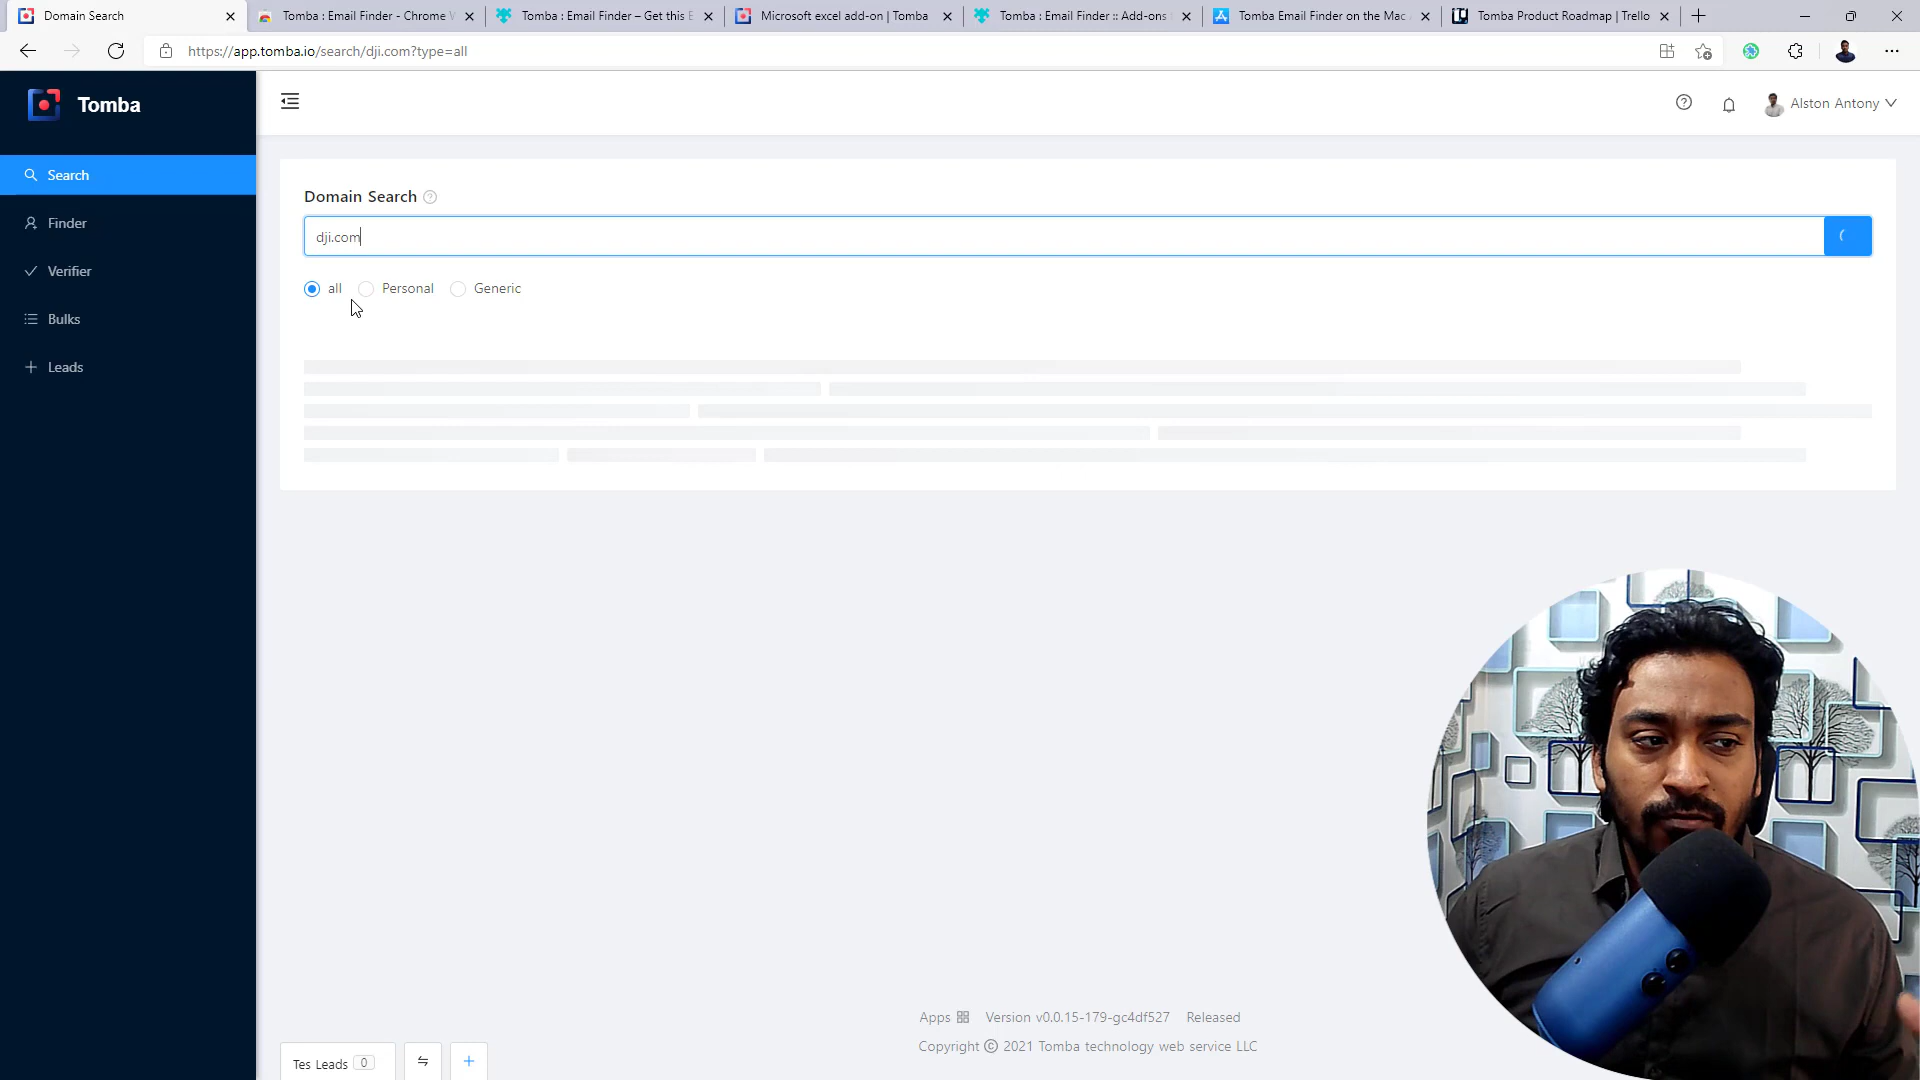 Domain Search
Tomba : Email Finder - Chrome
Tomba : Email Finder – Get this E
Microsoft excel add-on | Tomba
Tomba : Email Finder :: Add-ons
Tomba Email Finder on the Mac
Tomba Product Roadmap | Trello
https://app.tomba.io/search/dji.com?type=all
Tomba
Alston Antony
Search
Finder
Verifier
Bulks
Leads
Domain Search
dji.com
all Personal Generic
Apps Version v0.0.15-179-gc4df527 Released
Copyright © 2021 Tomba technology web service LLC
Tes Leads 0